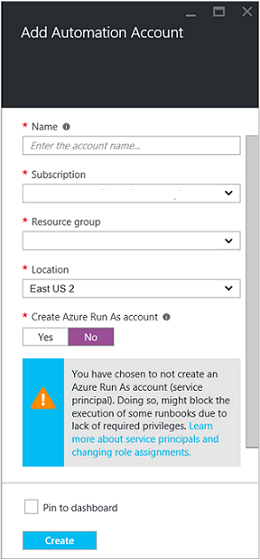 Add Automation Account
* Name
Enter the account name...
* Subscription
* Resource group
* Location
East US 2
* Create Azure Run As account
Yes No
You have chosen to not create an
Azure Run As account (service
principal). Doing so, might block the
execution of some runbooks due to
lack of required privileges. Learn
more about service principals and
changing role assignments.
Pin to dashboard
Create